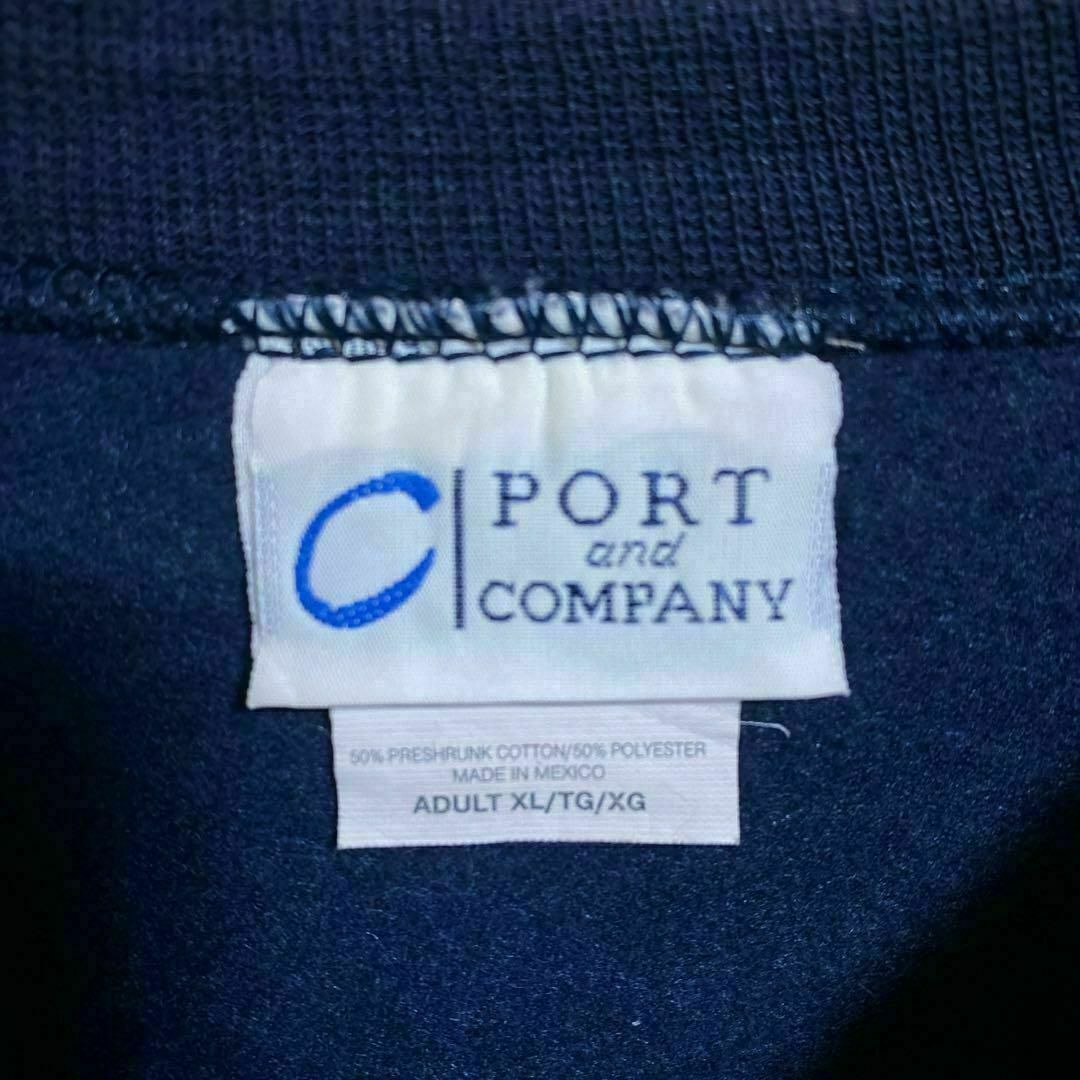 C
PORT
and
COMPANY
50% PRESHRUNK COTTON/50% POLYESTER
MADE IN MEXICO
ADULT XL/TG/XG